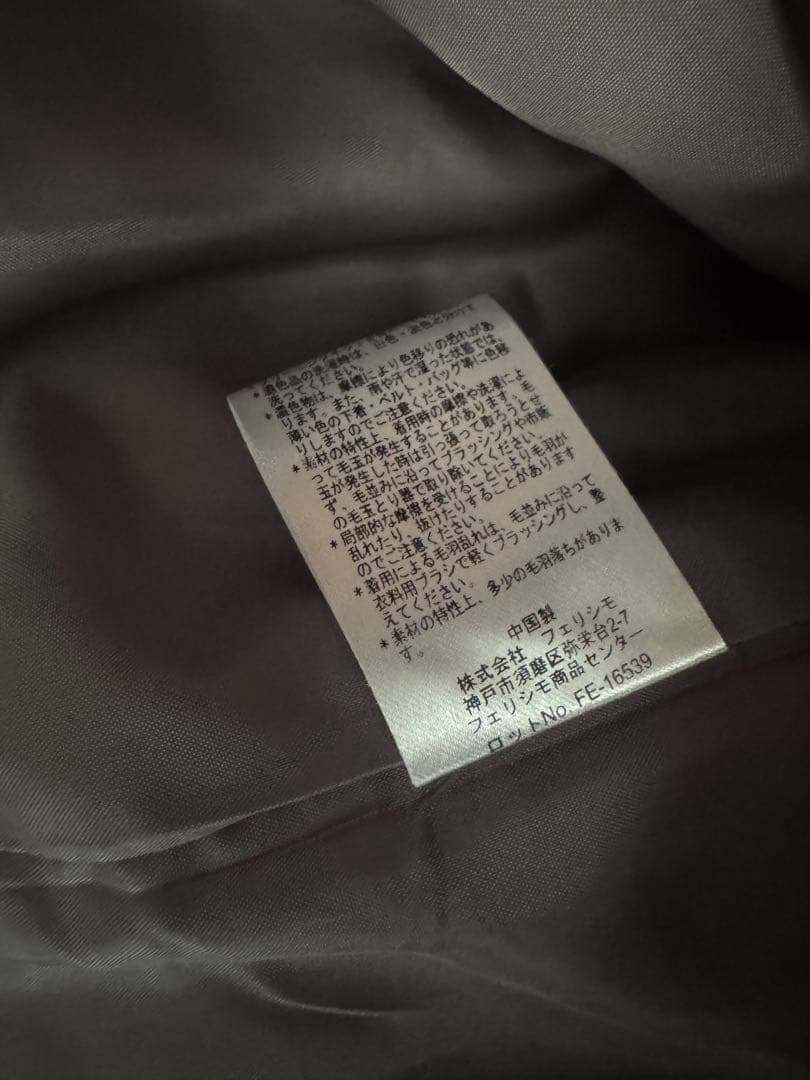 *濃色品の洗濯時は、白色・淡色と分けて
洗ってください。
*濃色物は、摩擦により色移りの恐れがあ
ります。また、雨や汗で湿った状態では、
薄い色の下着・ベルト・バッグ等に色移
りしますのでご注意ください。
*素材の特性上、着用時の摩擦や洗濯によ
って毛玉が発生することがあります。毛
玉が発生した時は引っ張って取ろうとせ
ず、毛並みに沿ってブラッシングや市販
の毛玉とり器で取り除いてください。
*局部的な摩擦を受けることにより毛羽が
乱れたり、抜けたりすることがあります
のでご注意ください。
*着用による毛羽乱れは、毛並みに沿って
衣料用ブラシで軽くブラッシングし、整
えてください。
*素材の特性上、多少の毛羽落ちがありま
す。
中国製
株式会社 フェリシモ
神戸市須磨区弥栄台2-7
フェリシモ商品センター
ロットNo. FE-16539